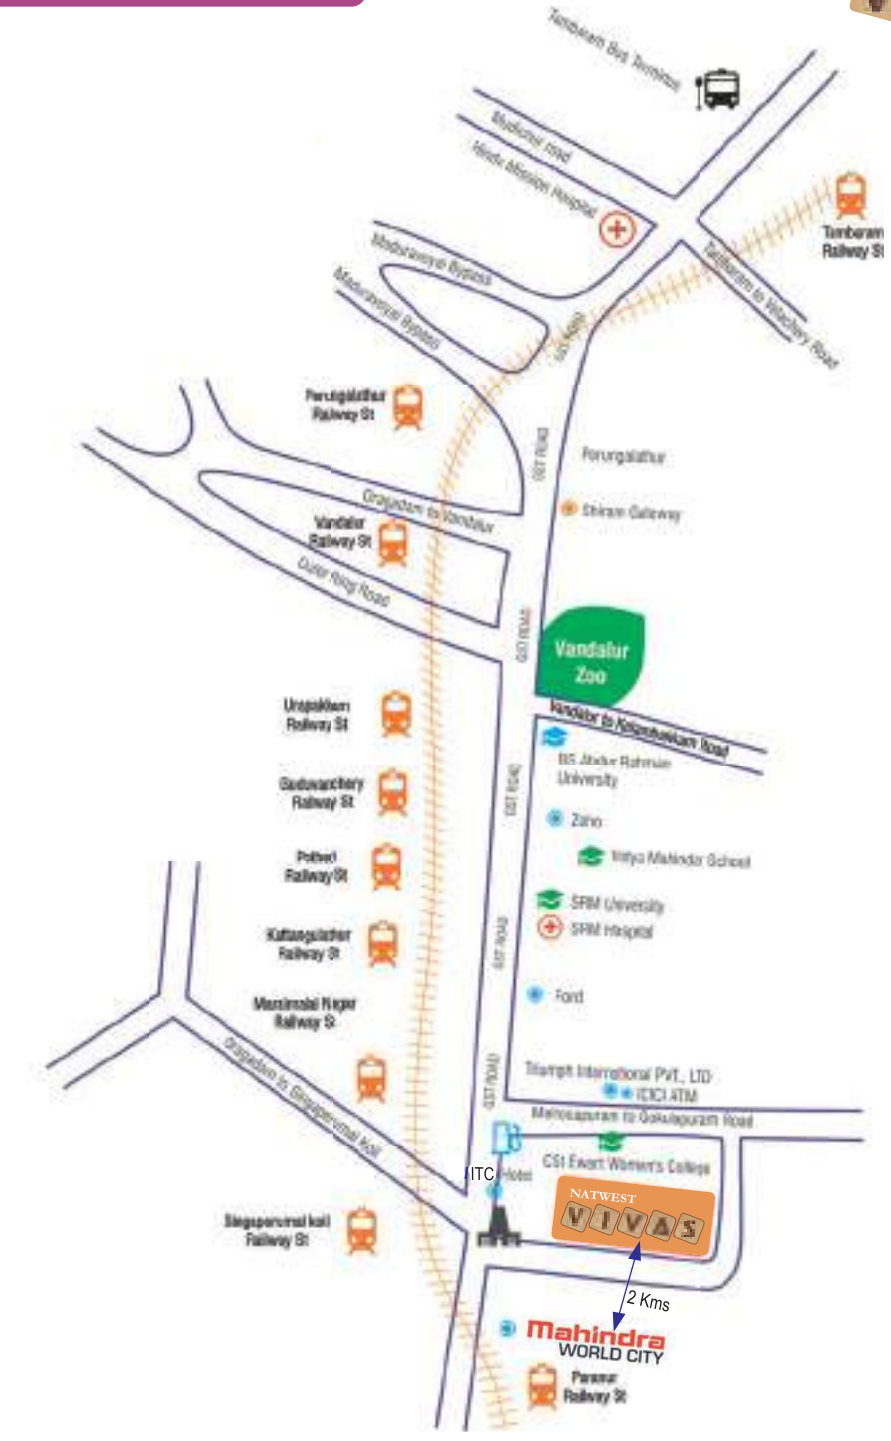 Tambaram Bus Terminus
Mudichur road
Hindu Mission Hospital
Tambaram
Railway St
Maduravoyal Bypass
Maduravoyal Bypass
Tambaram to Velachery Road
GST ROAD
Perungalathur
Railway St
GST ROAD
Perungalathur
Oragadam to Vandalur
Shiram Gateway
Vandalur
Railway St
Outer Ring Road
GST ROAD
Vandalur
Zoo
Urapakkam
Railway St
Vandalur to Kelambakkam Road
BS Abdur Rahman
University
Guduvanchery
Railway St
GST ROAD
Zoho
Potheri
Railway St
Vidya Mahindar School
SRM University
SRM Hospital
Kattangulathur
Railway St
GST ROAD
Ford
Maraimalai Nagar
Railway St
Oragadam to Singaperumal Koil
GST ROAD
Triumph International PVT., LTD
ICICI ATM
Melrosapuram to Gokulapuram Road
CSI Ewart Women's College
ITC Hotel
NATWEST
VIVAS
Singaperumal koil
Railway St
2 Kms
Mahindra
WORLD CITY
Paranur
Railway St